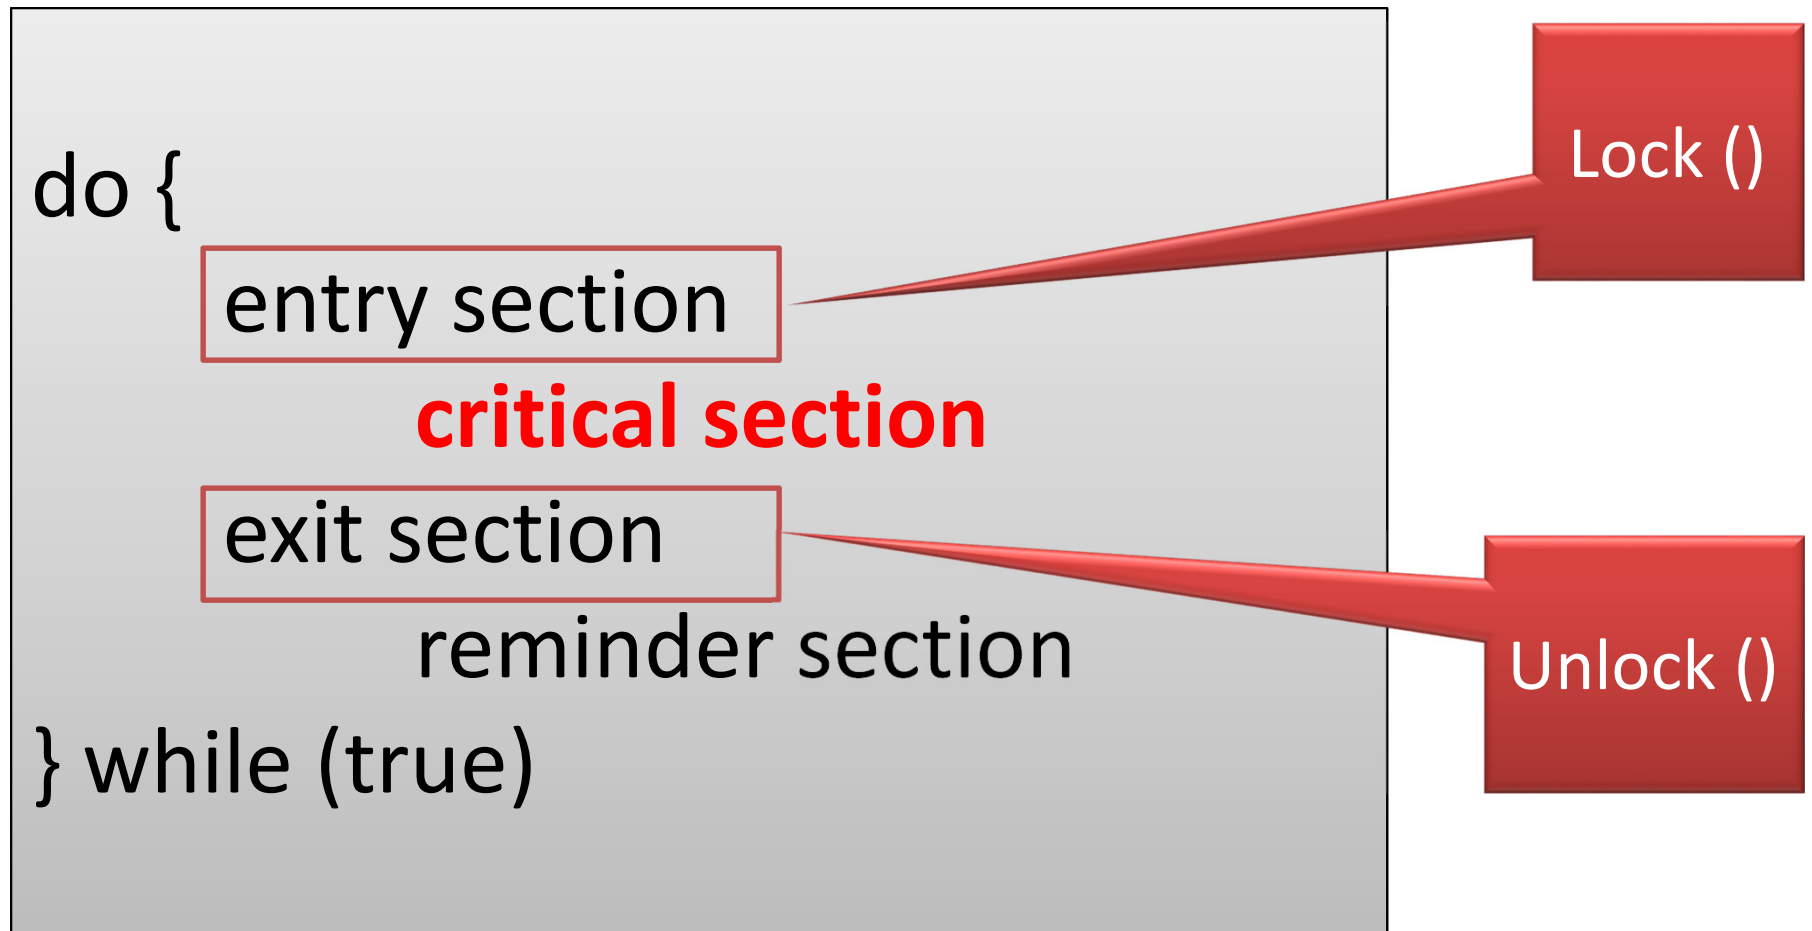 do {
entry section
critical section
exit section
reminder section
} while (true)
Lock ()
Unlock ()